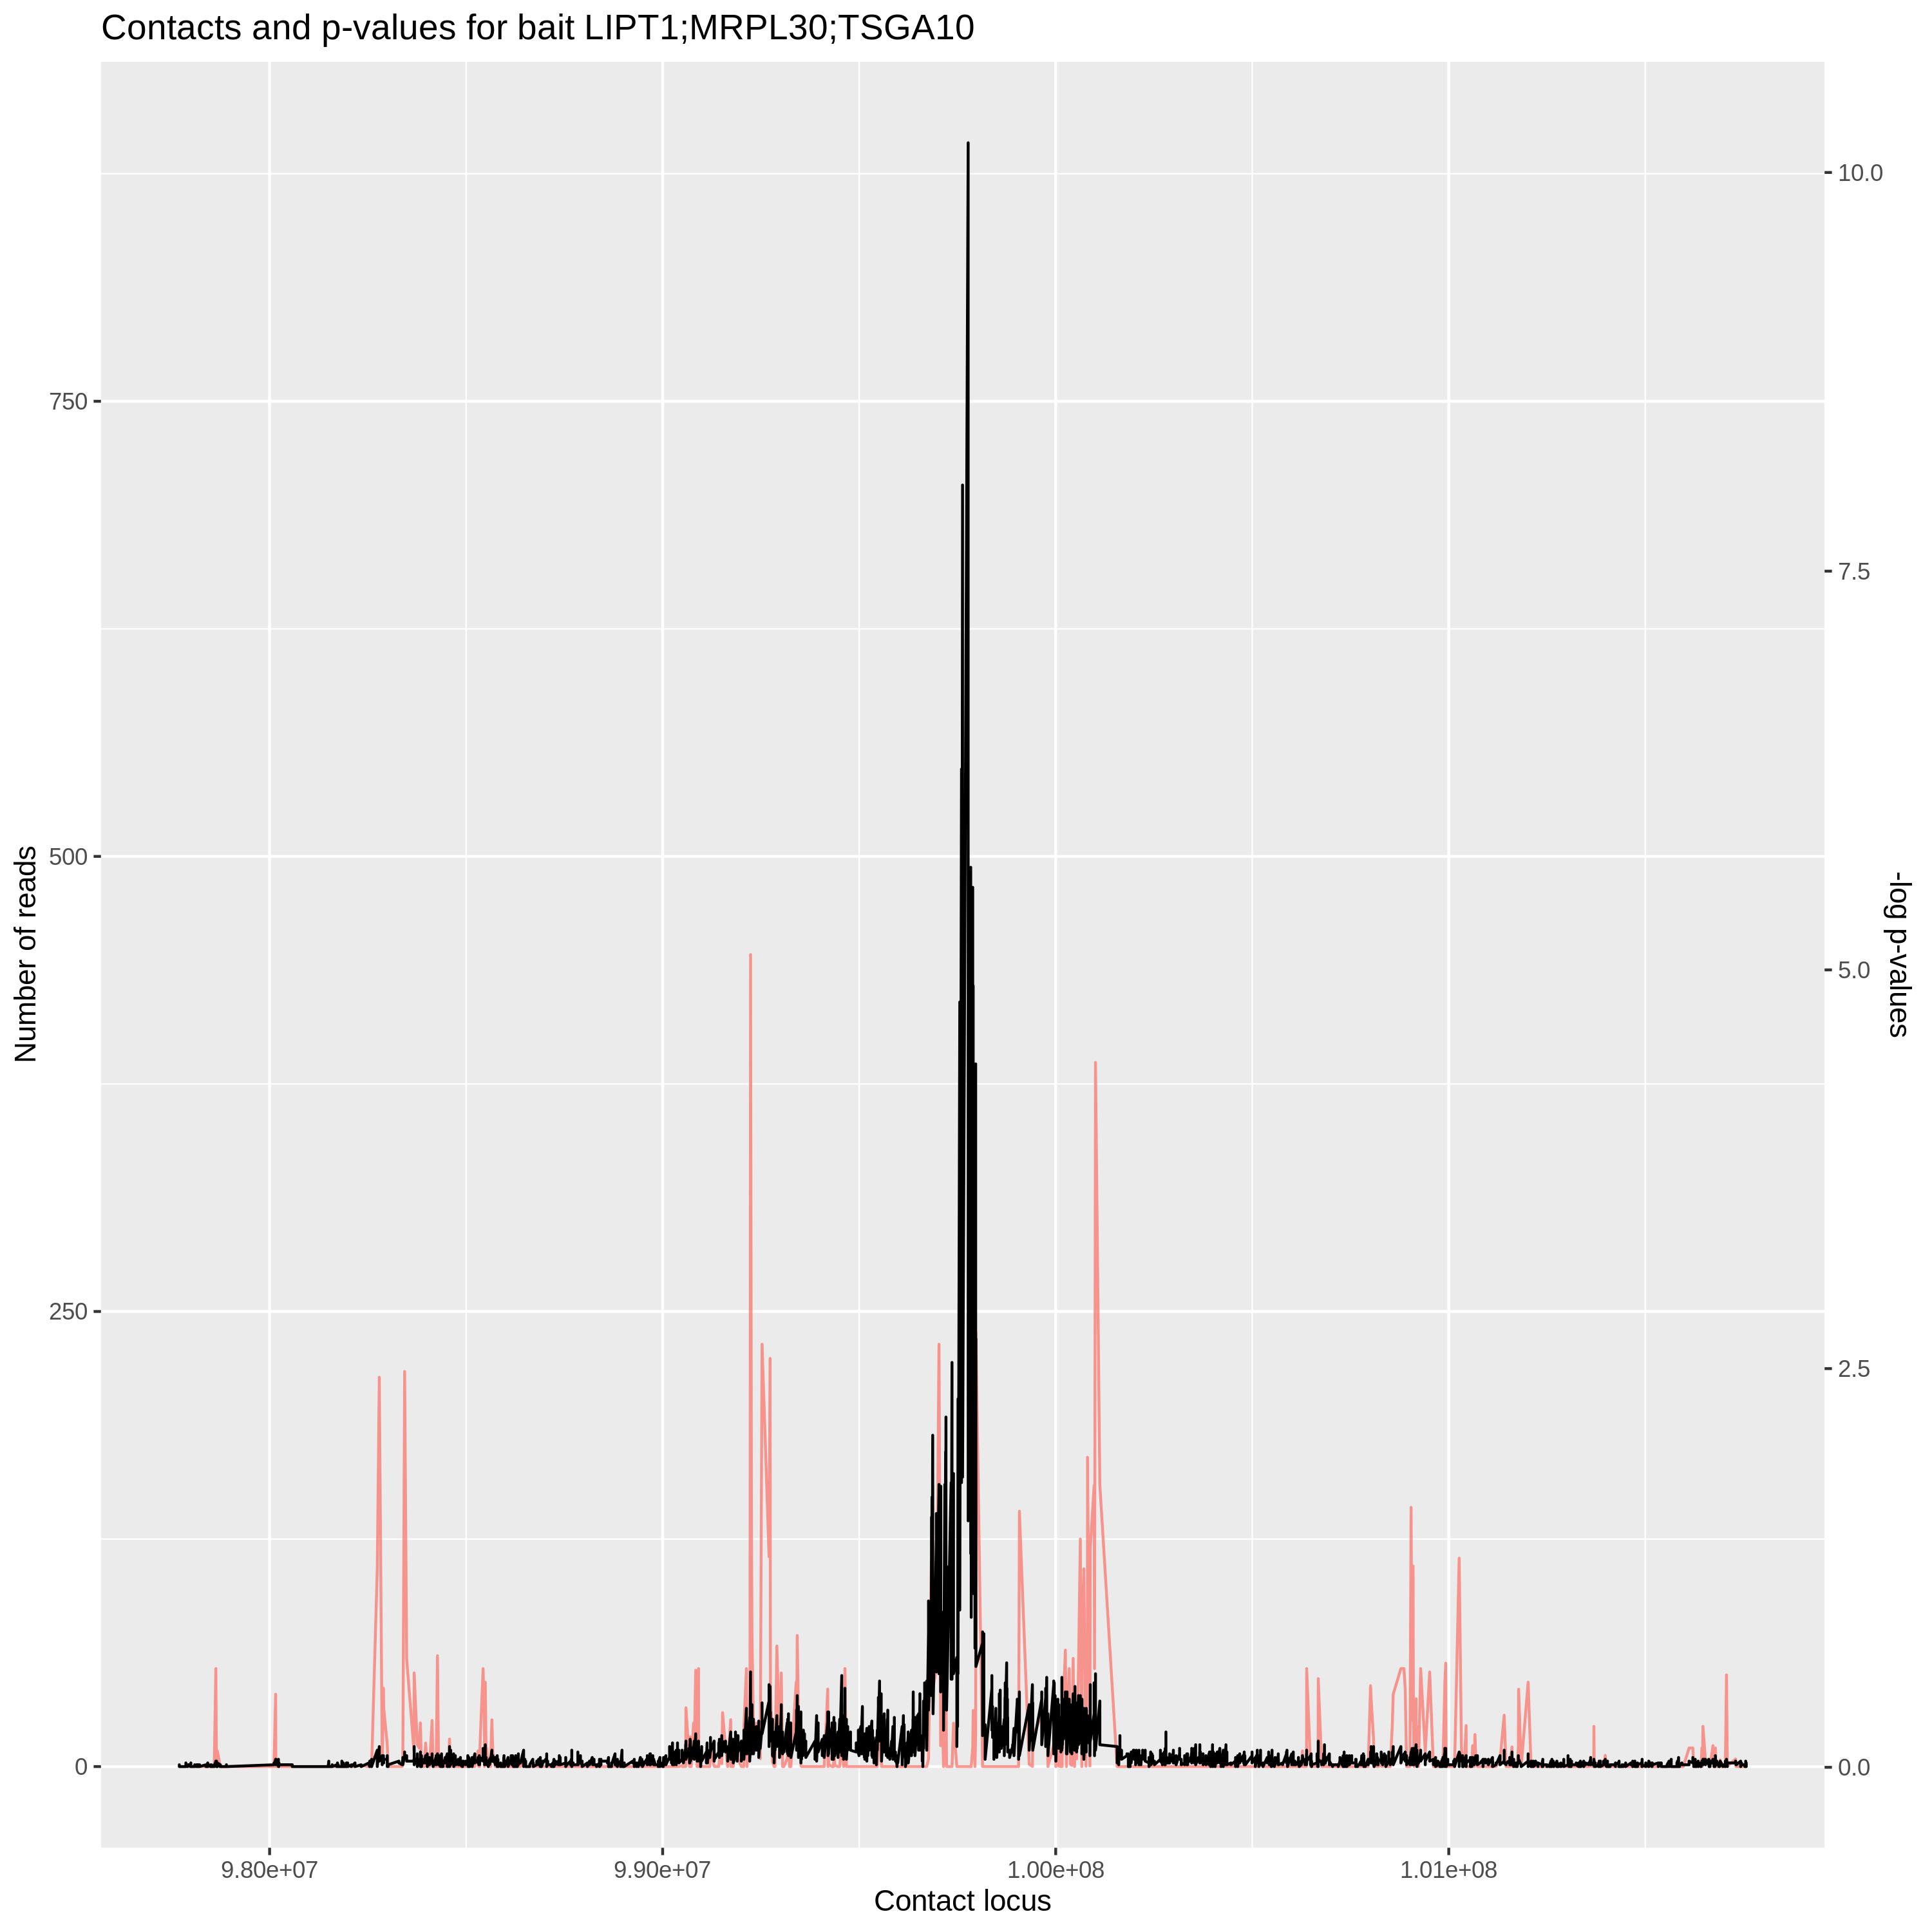 Contacts and p-values for bait LIPT1;MRPL30;TSGA10
Number of reads
750
500
250
0
10.0
7.5
5.0
2.5
0.0
-log p-values
9.80e+07
9.90e+07
1.00e+08
1.01e+08
Contact locus